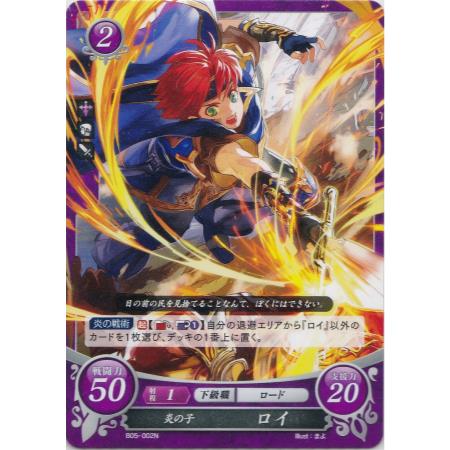 2
目の前の民を見捨てることなんて、ぼくにはできない。
炎の戦術 起【 、 1】自分の退避エリアから『ロイ』以外の
カードを1枚選び、デッキの1番上に置く。
戦闘力
50
射程 1 下級職 ロード
支援力
20
炎の子 ロイ
B05-002N
Illust:まよ